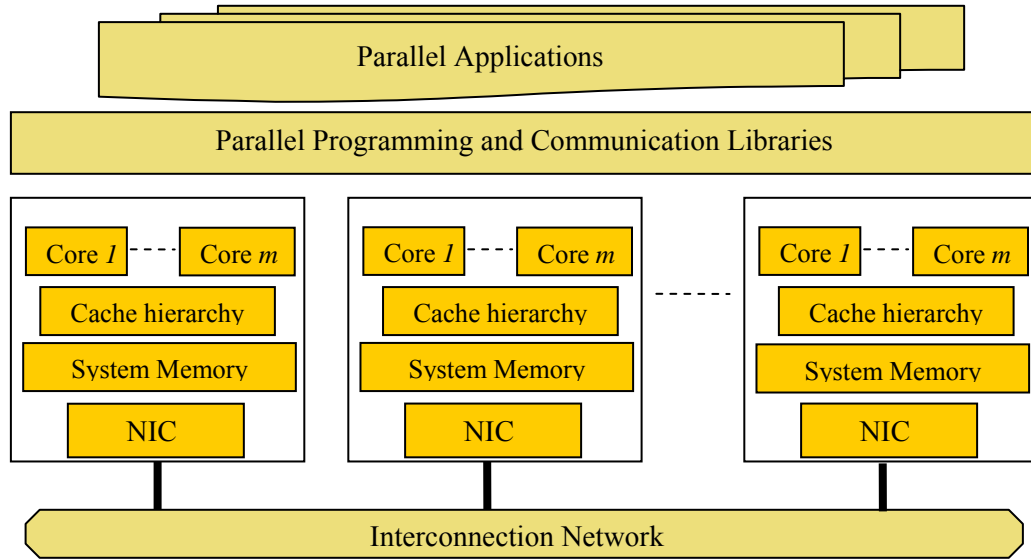 Parallel Applications
Parallel Programming and Communication Libraries
Core 1 Core m Core 1 Core m Core 1 Core m
Cache hierarchy Cache hierarchy Cache hierarchy
System Memory System Memory System Memory
NIC NIC NIC
Interconnection Network